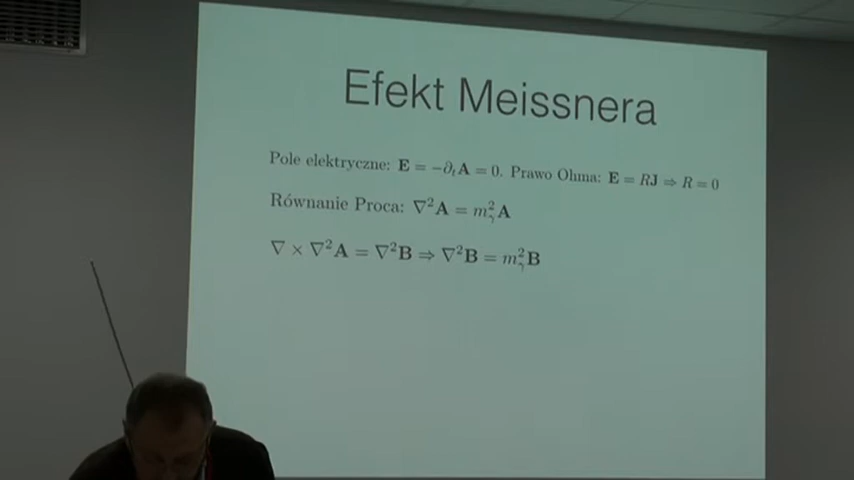 Efekt Meissnera
Pole elektryczne: E = −∂ₜA = 0. Prawo Ohma: E = RJ ⇒ R = 0
Równanie Proca: ∇²A = m²ᵧA
∇ × ∇²A = ∇²B ⇒ ∇²B = m²ᵧB